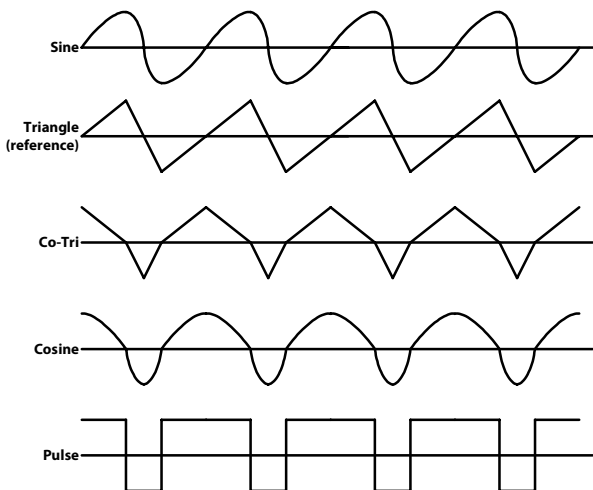 Sine
Triangle
(reference)
Co-Tri
Cosine
Pulse